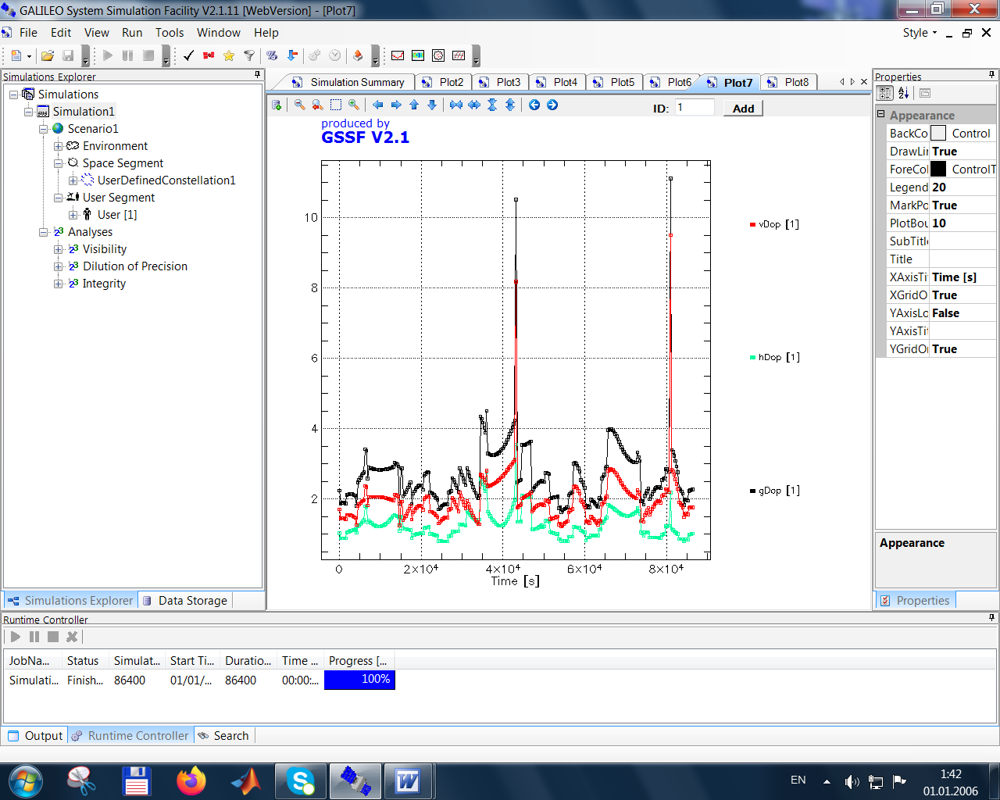 GALILEO System Simulation Facility V2.1.11 [WebVersion] - [Plot7]
File Edit View Run Tools Window Help
Style
Simulations Explorer
Simulations
Simulation1
Scenario1
Environment
Space Segment
UserDefinedConstellation1
User Segment
User [1]
Analyses
Visibility
Dilution of Precision
Integrity
Simulations Explorer
Data Storage
Simulation Summary Plot2 Plot3 Plot4 Plot5 Plot6 Plot7 Plot8
ID: 1 Add
produced by
GSSF V2.1
10
8
6
4
2
0 2×10⁴ 4×10⁴ 6×10⁴ 8×10⁴
Time [s]
vDop [1]
hDop [1]
gDop [1]
Properties
Appearance
BackCo Control
DrawLi True
ForeCol ControlT
Legend 20
MarkPo True
PlotBou 10
SubTitl
Title
XAxisTi Time [s]
XGridO True
YAxisLo False
YAxisTi
YGridO True
Appearance
Properties
Runtime Controller
JobNa... Status Simulat... Start Ti... Duratio... Time ... Progress [...
Simulati... Finish... 86400 01/01/... 86400 00:00:... 100%
Output Runtime Controller Search
EN
1:42
01.01.2006